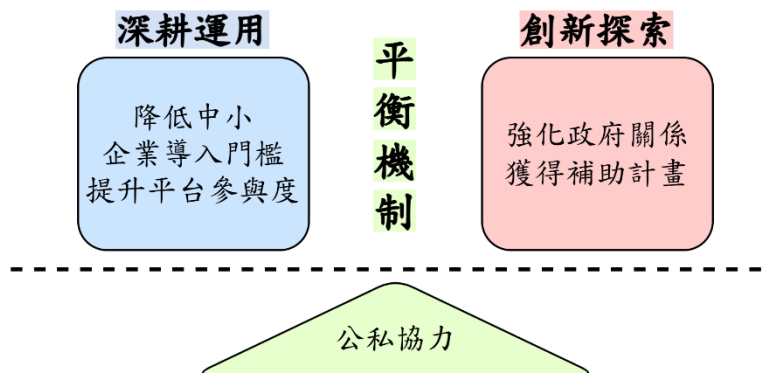 深耕運用
降低中小
企業導入門檻
提升平台參與度
平
衡
機
制
創新探索
強化政府關係
獲得補助計畫
公私協力